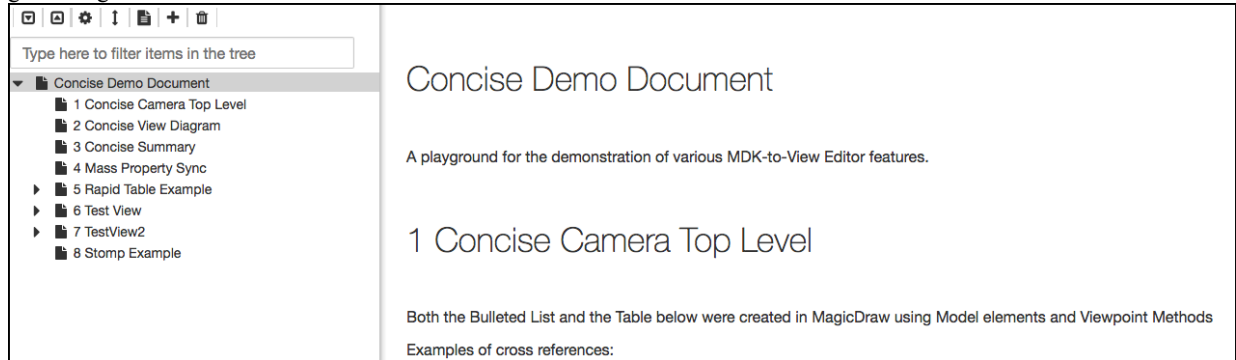 Type here to filter items in the tree
Concise Demo Document
1 Concise Camera Top Level
2 Concise View Diagram
3 Concise Summary
4 Mass Property Sync
5 Rapid Table Example
6 Test View
7 TestView2
8 Stomp Example
Concise Demo Document
A playground for the demonstration of various MDK-to-View Editor features.
1 Concise Camera Top Level
Both the Bulleted List and the Table below were created in MagicDraw using Model elements and Viewpoint Methods
Examples of cross references: